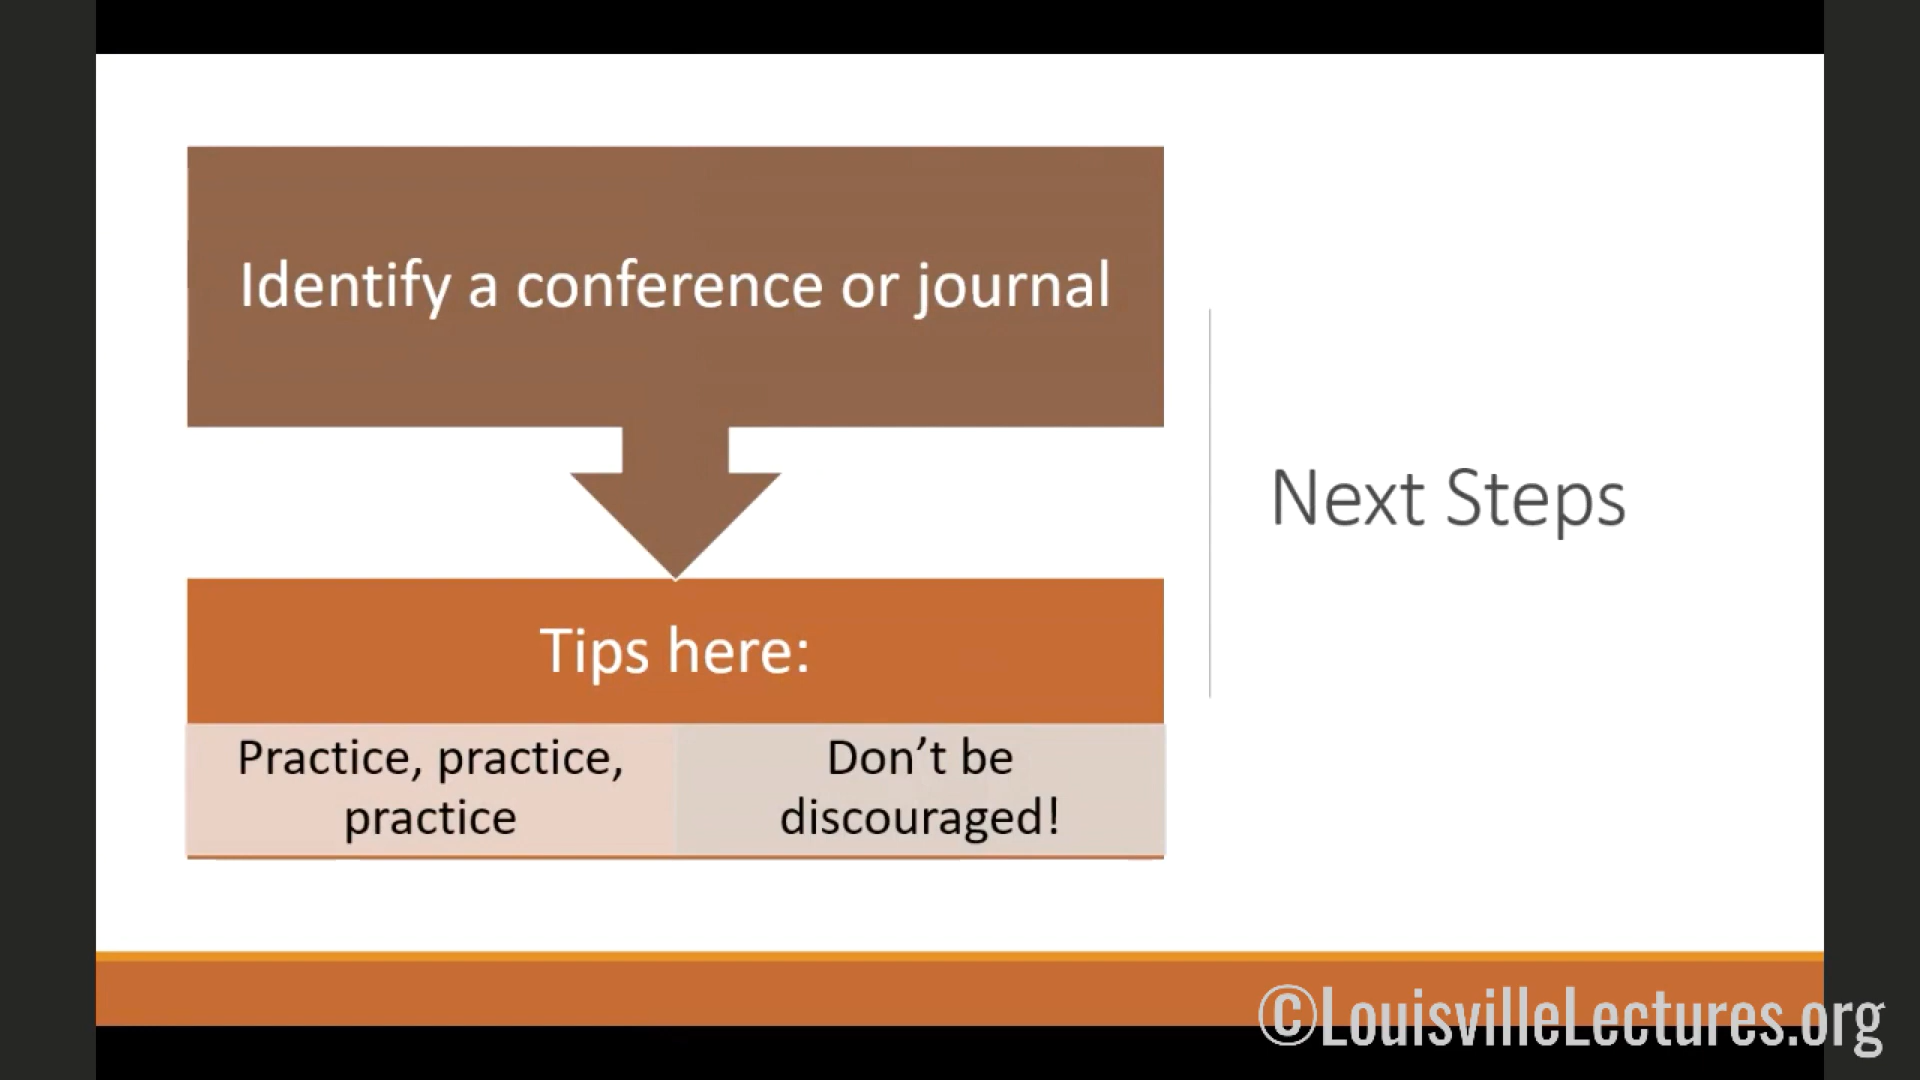 Identify a conference or journal
Next Steps
Tips here:
Practice, practice,
practice
Don’t be
discouraged!
©LouisvilleLectures.org